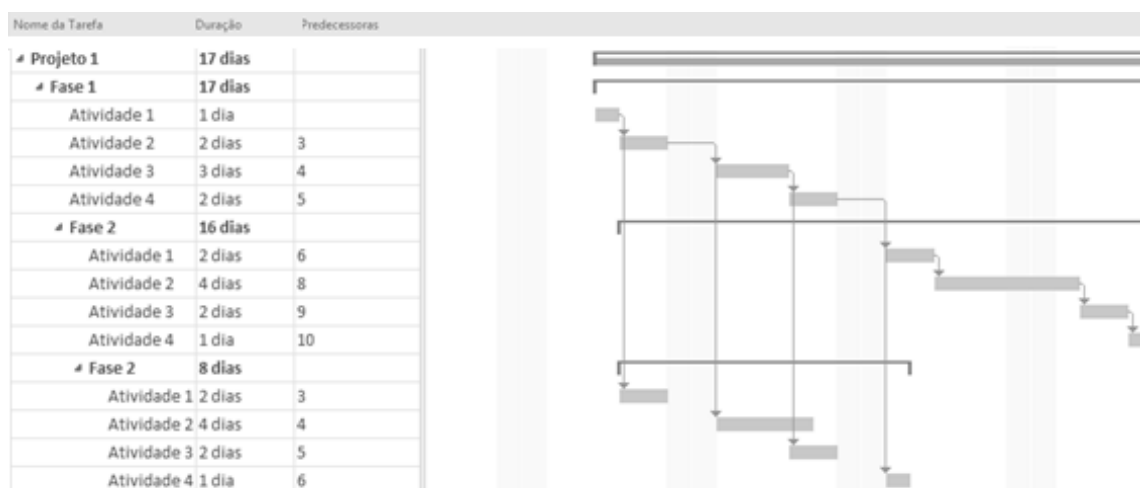 Nome da Tarefa Duração Predecessoras
Projeto 1 17 dias
Fase 1 17 dias
Atividade 1 1 dia
Atividade 2 2 dias 3
Atividade 3 3 dias 4
Atividade 4 2 dias 5
Fase 2 16 dias
Atividade 1 2 dias 6
Atividade 2 4 dias 8
Atividade 3 2 dias 9
Atividade 4 1 dia 10
Fase 2 8 dias
Atividade 1 2 dias 3
Atividade 2 4 dias 4
Atividade 3 2 dias 5
Atividade 4 1 dia 6